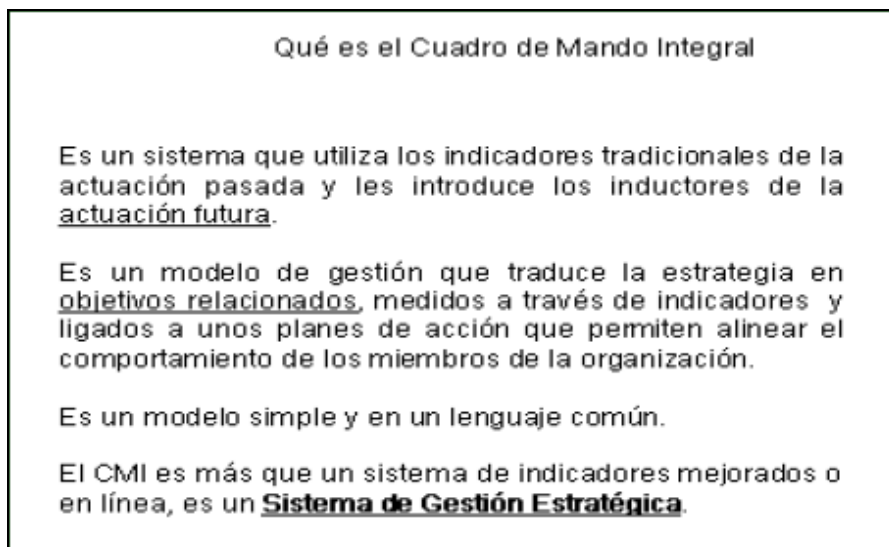 Qué es el Cuadro de Mando Integral
Es un sistema que utiliza los indicadores tradicionales de la
actuación pasada y les introduce los inductores de la
actuación futura.
Es un modelo de gestión que traduce la estrategia en
objetivos relacionados, medidos a través de indicadores y
ligados a unos planes de acción que permiten alinear el
comportamiento de los miembros de la organización.
Es un modelo simple y en un lenguaje común.
El CMI es más que un sistema de indicadores mejorados o
en línea, es un Sistema de Gestión Estratégica.